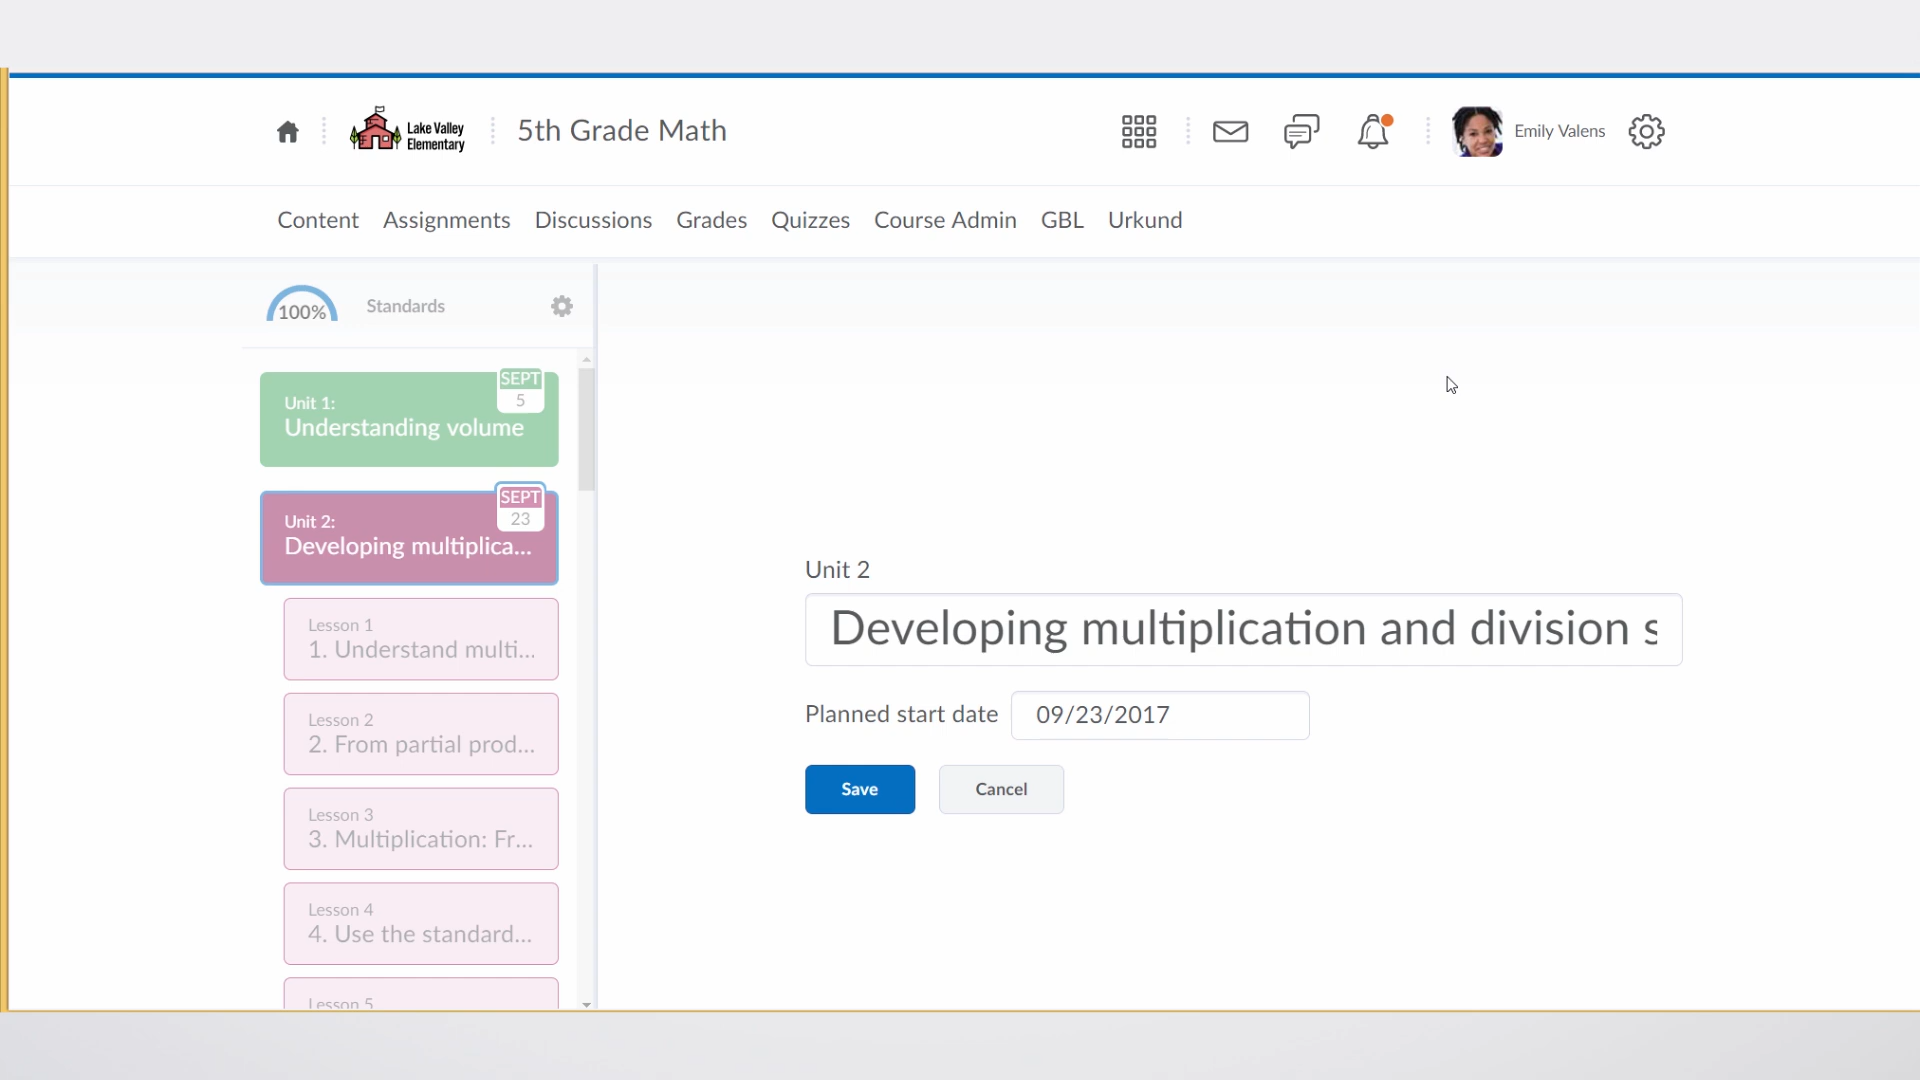 Lake Valley
Elementary
5th Grade Math
Emily Valens
Content Assignments Discussions Grades Quizzes Course Admin GBL Urkund
100%
Standards
SEPT
5
Unit 1:
Understanding volume
SEPT
23
Unit 2:
Developing multiplica...
Lesson 1
1. Understand multi...
Lesson 2
2. From partial prod...
Lesson 3
3. Multiplication: Fr...
Lesson 4
4. Use the standard...
Lesson 5
Unit 2
Developing multiplication and division s
Planned start date 09/23/2017
Save
Cancel